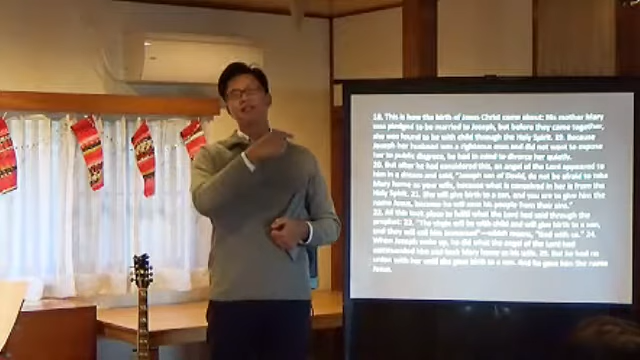 18. This is how the birth of Jesus Christ came about: His mother Mary
was pledged to be married to Joseph, but before they came together,
she was found to be with child through the Holy Spirit. 19. Because
Joseph her husband was a righteous man and did not want to expose
her to public disgrace, he had in mind to divorce her quietly.
20. But after he had considered this, an angel of the Lord appeared to
him in a dream and said, "Joseph son of David, do not be afraid to take
Mary home as your wife, because what is conceived in her is from the
Holy Spirit. 21. She will give birth to a son, and you are to give him the
name Jesus, because he will save his people from their sins."
22. All this took place to fulfill what the Lord had said through the
prophet: 23. "The virgin will be with child and will give birth to a son,
and they will call him Immanuel"—which means, "God with us." 24.
When Joseph woke up, he did what the angel of the Lord had
commanded him and took Mary home as his wife. 25. But he had no
union with her until she gave birth to a son. And he gave him the name
Jesus.